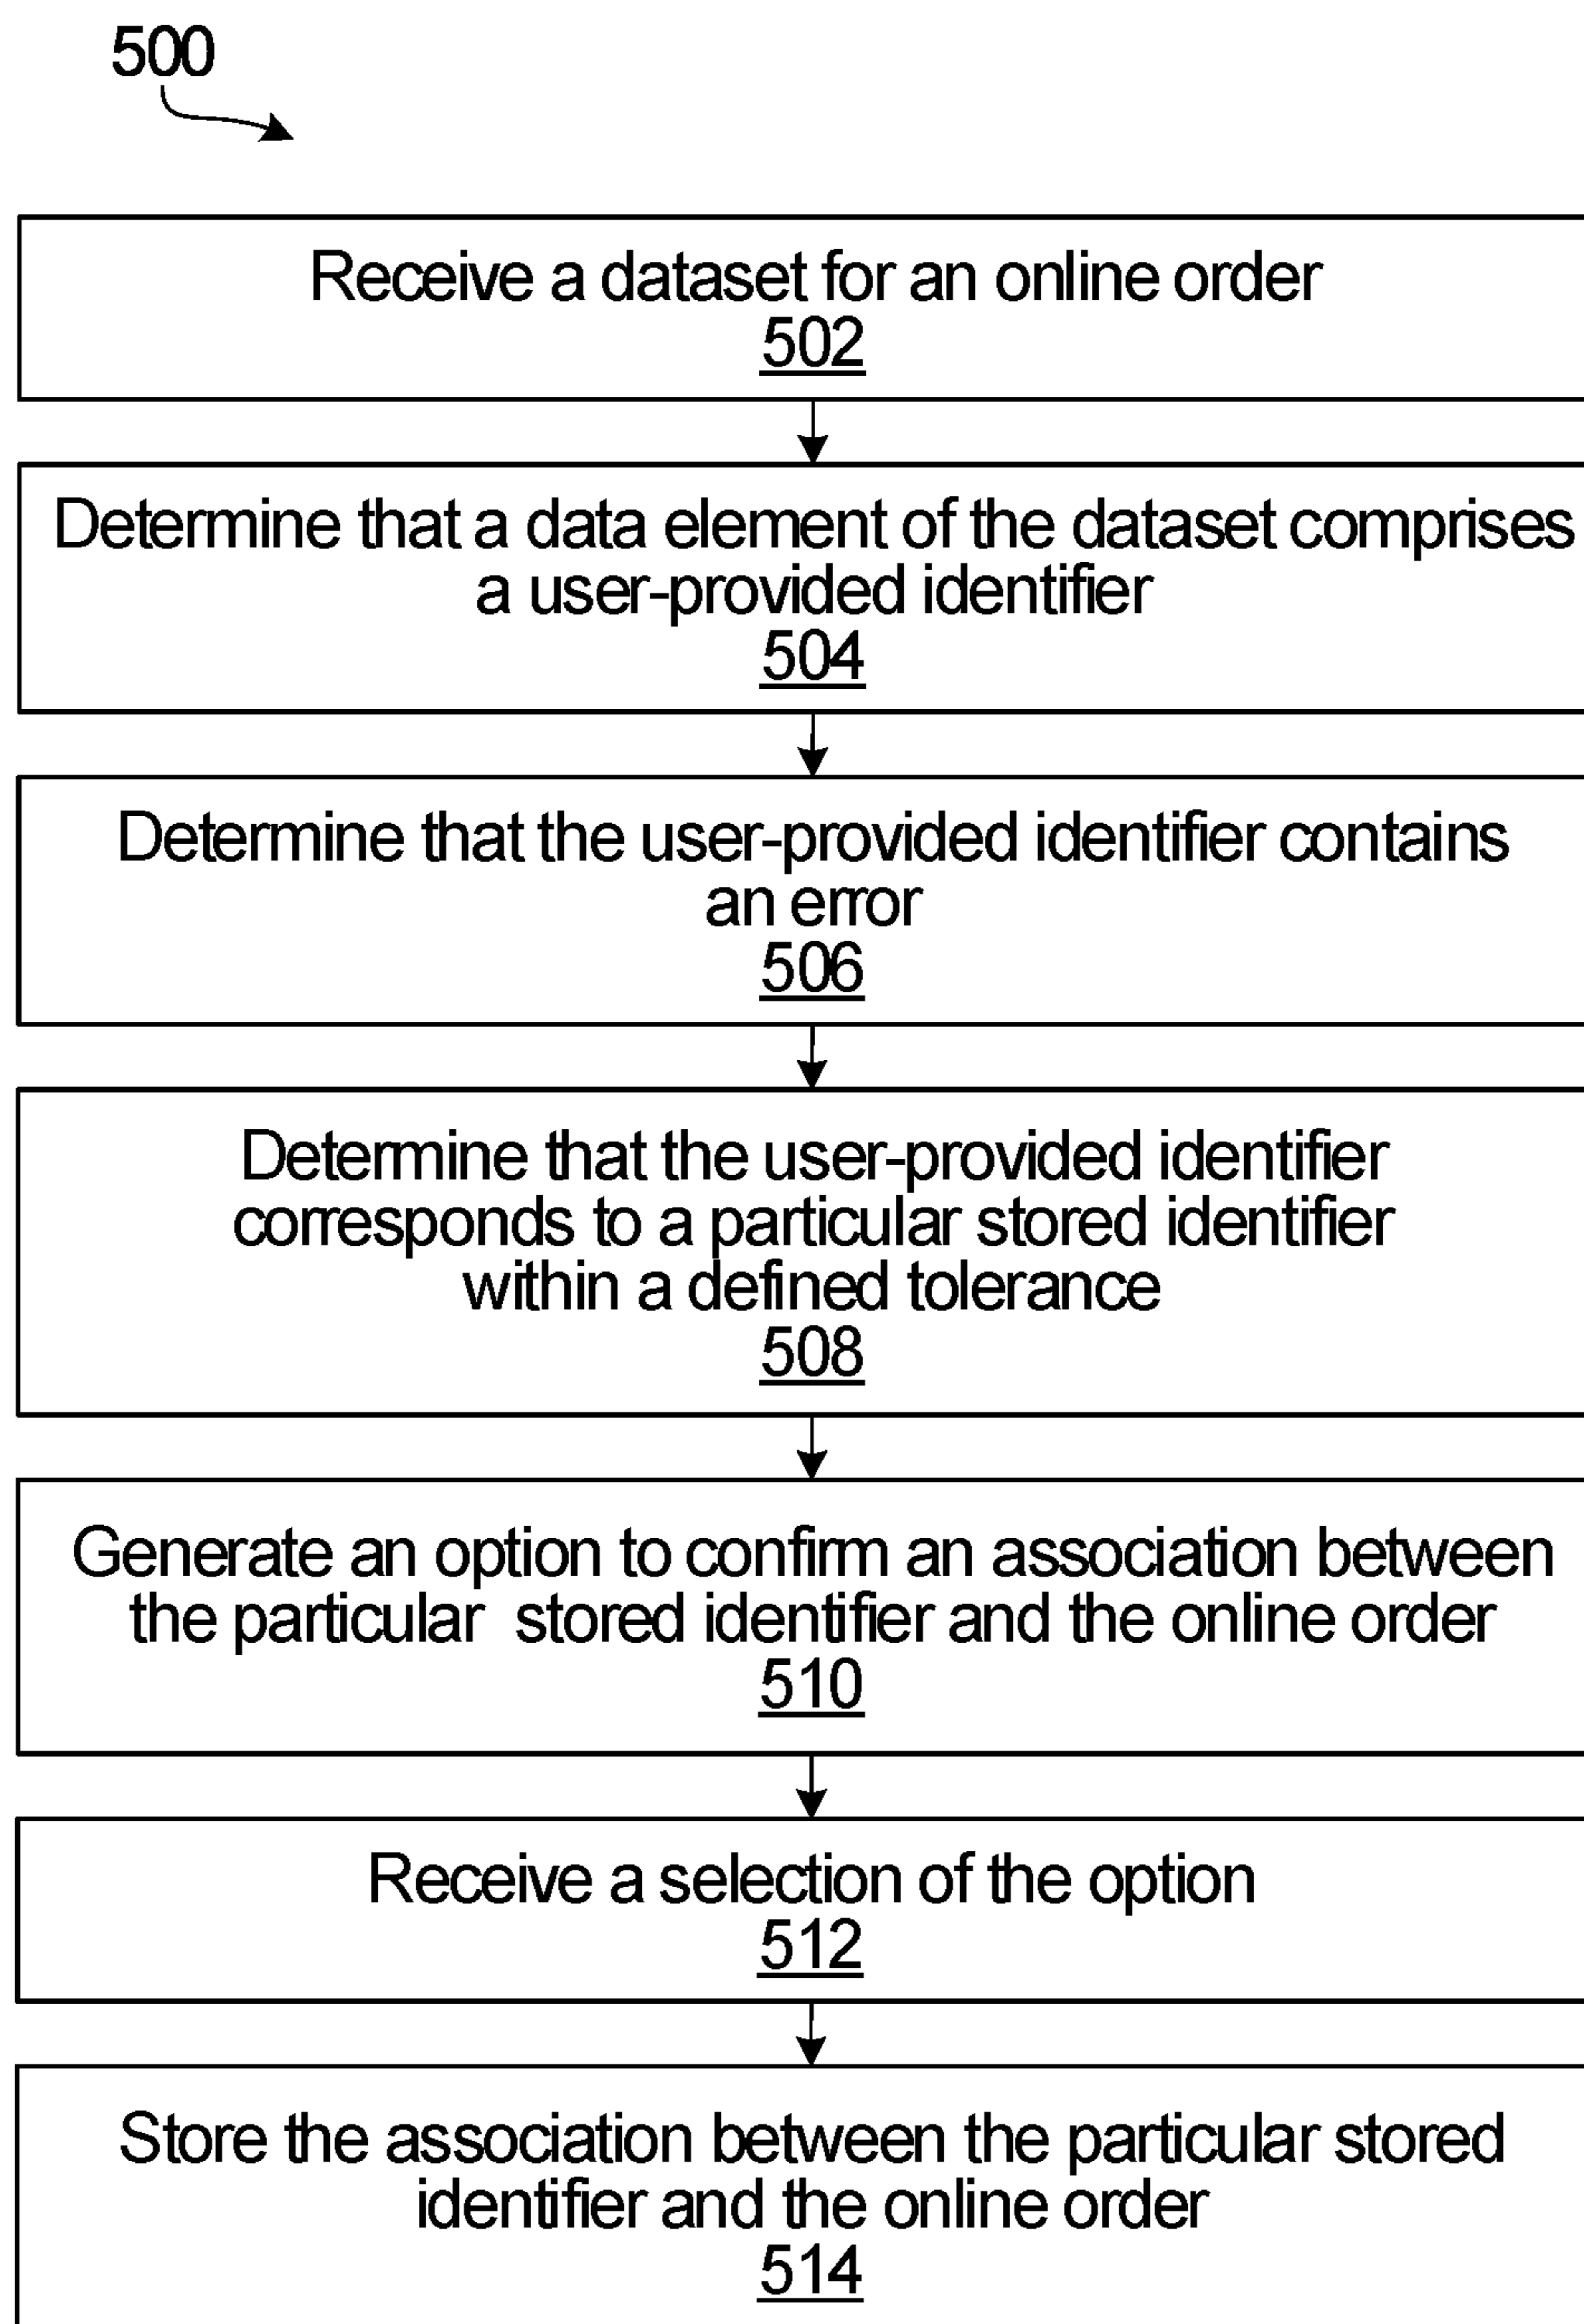 500
Receive a dataset for an online order
502
Determine that a data element of the dataset comprises
a user-provided identifier
504
Determine that the user-provided identifier contains
an error
506
Determine that the user-provided identifier
corresponds to a particular stored identifier
within a defined tolerance
508
Generate an option to confirm an association between
the particular stored identifier and the online order
510
Receive a selection of the option
512
Store the association between the particular stored
identifier and the online order
514